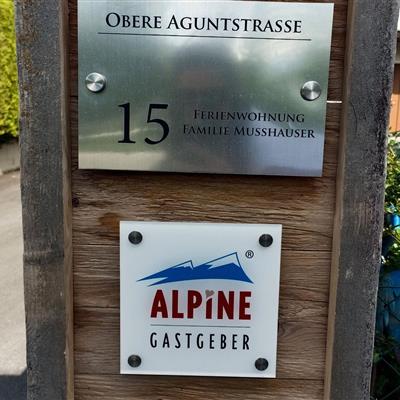 OBERE AGUNTSTRASSE
15
FERIENWOHNUNG
FAMILIE MUSSHAUSER
®
ALPINE
GASTGEBER